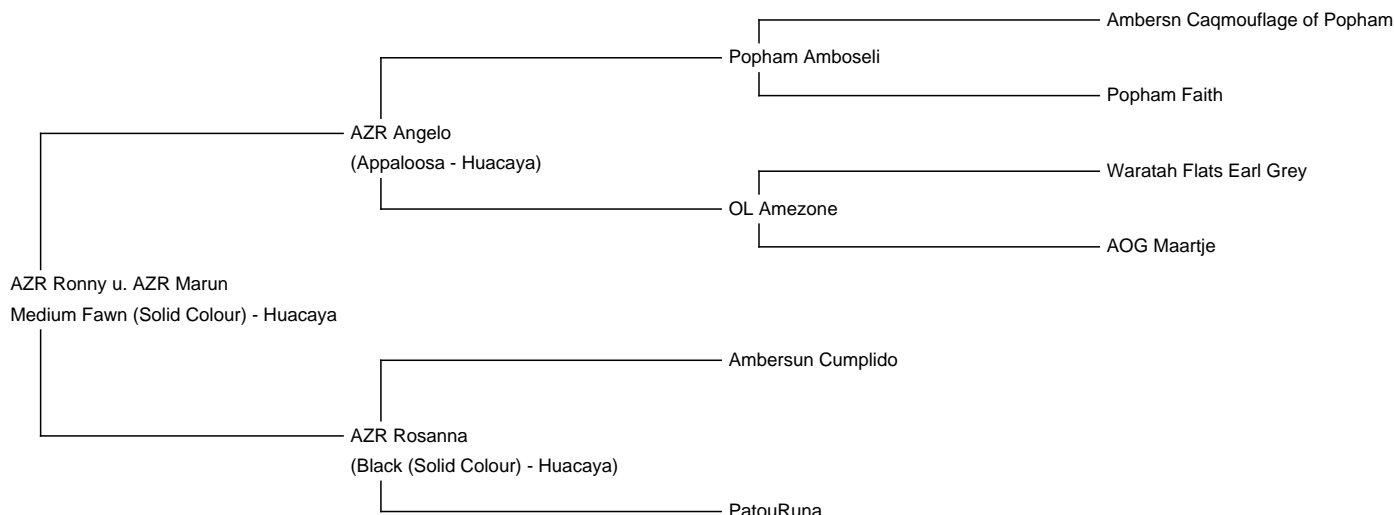 Ambersn Caqmouflage of Popham
Popham Amboseli
Popham Faith
AZR Angelo
(Appaloosa - Huacaya)
Waratah Flats Earl Grey
OL Amezone
AOG Maartje
AZR Ronny u. AZR Marun
Medium Fawn (Solid Colour) - Huacaya
Ambersun Cumplido
AZR Rosanna
(Black (Solid Colour) - Huacaya)
PatouRuna